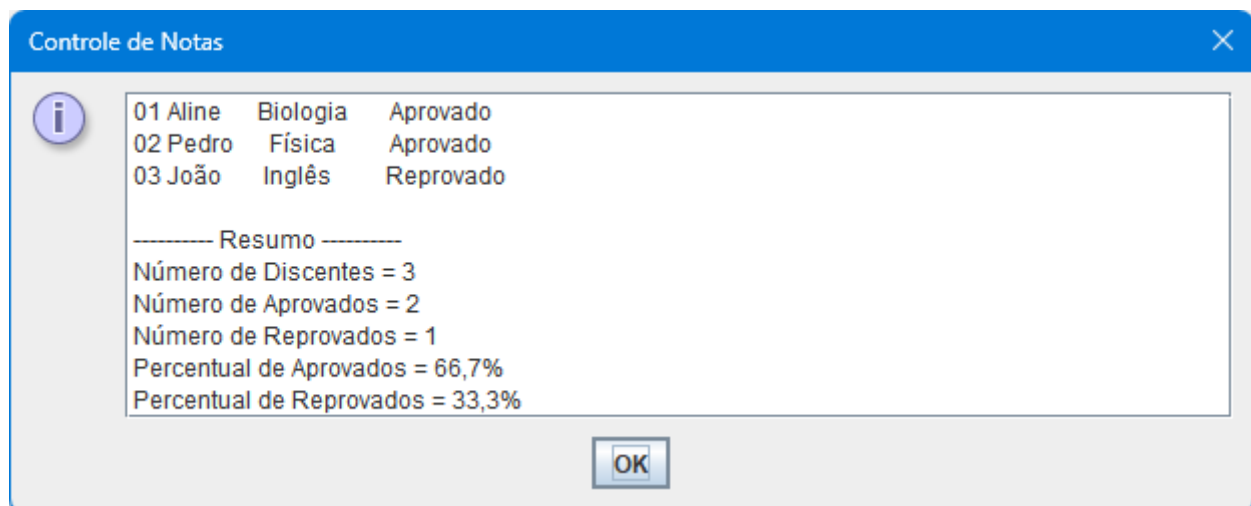 Controle de Notas
i
01 Aline Biologia Aprovado
02 Pedro Física Aprovado
03 João Inglês Reprovado
---------- Resumo ----------
Número de Discentes = 3
Número de Aprovados = 2
Número de Reprovados = 1
Percentual de Aprovados = 66,7%
Percentual de Reprovados = 33,3%
OK